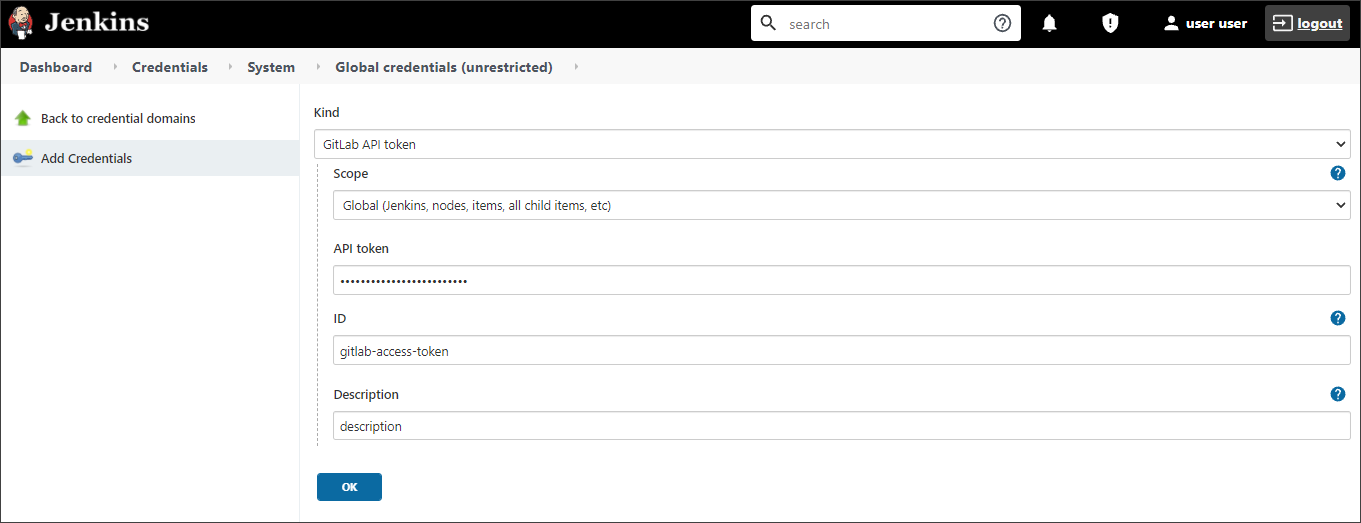 Jenkins search user user logout
Dashboard Credentials System Global credentials (unrestricted)
Back to credential domains
Add Credentials
Kind
GitLab API token
Scope
Global (Jenkins, nodes, items, all child items, etc)
API token
•••••••••••••••••••••••••
ID
gitlab-access-token
Description
description
OK